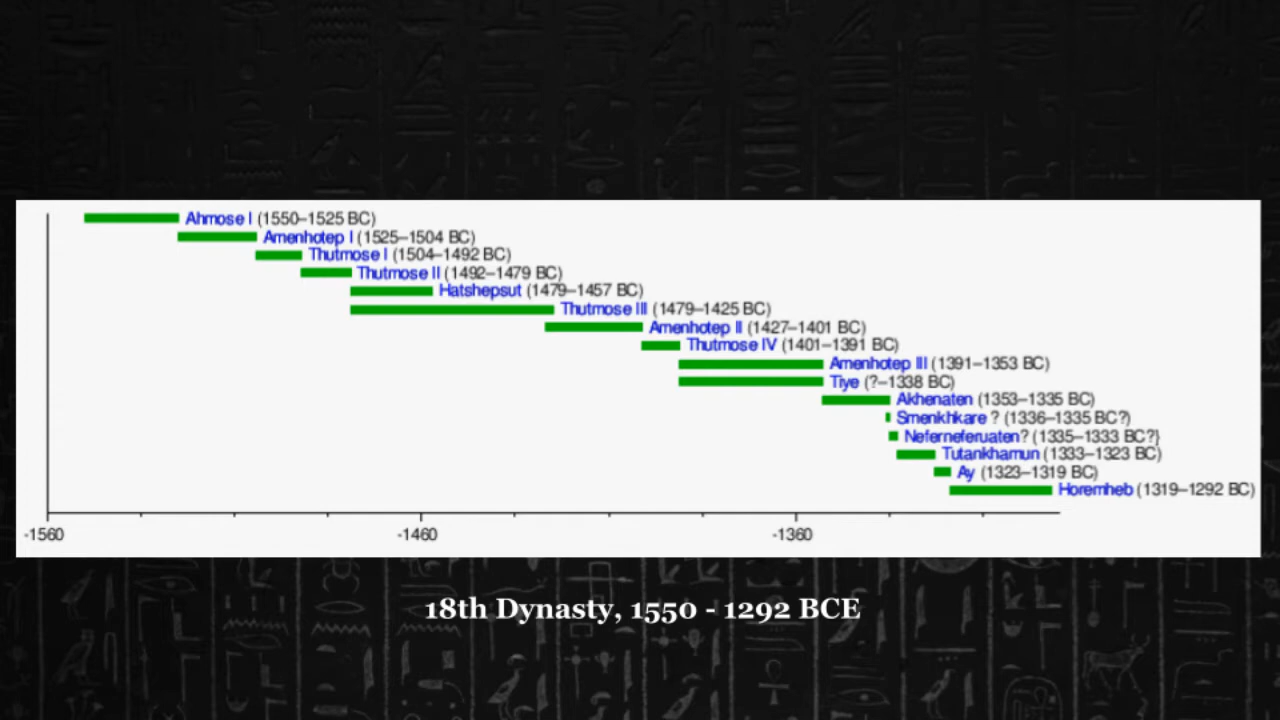 Ahmose I (1550–1525 BC)
Amenhotep I (1525–1504 BC)
Thutmose I (1504–1492 BC)
Thutmose II (1492–1479 BC)
Hatshepsut (1479–1457 BC)
Thutmose III (1479–1425 BC)
Amenhotep II (1427–1401 BC)
Thutmose IV (1401–1391 BC)
Amenhotep III (1391–1353 BC)
Tiye (?–1338 BC)
Akhenaten (1353–1335 BC)
Smenkhkare ? (1336–1335 BC?)
Neferneferuaten? (1335–1333 BC?}
Tutankhamun (1333–1323 BC)
Ay (1323–1319 BC)
Horemheb (1319–1292 BC)
-1560 -1460 -1360
18th Dynasty, 1550 - 1292 BCE